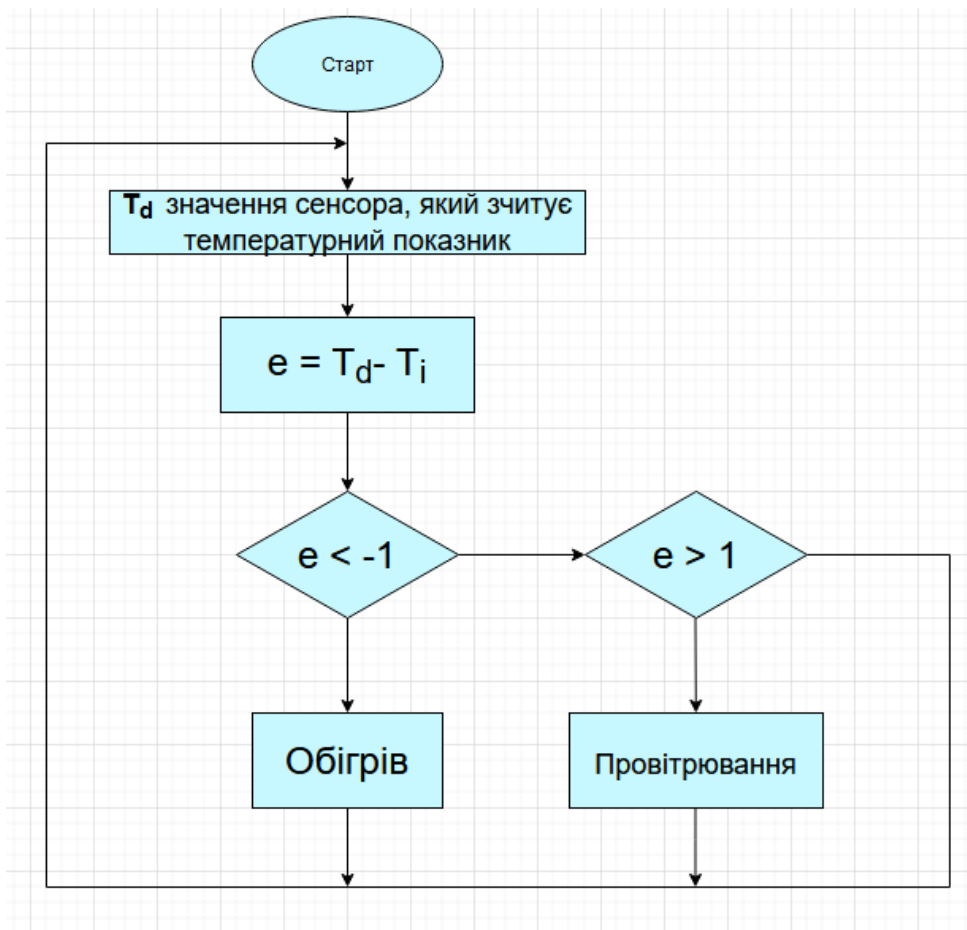 Старт
Td значення сенсора, який зчитує
температурний показник
e = Td- Ti
e < -1
e > 1
Обігрів
Провітрювання